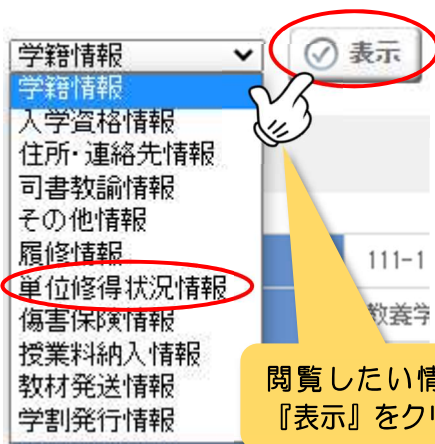 学籍情報
表示
学籍情報
入学資格情報
住所・連絡先情報
司書教諭情報
その他情報
履修情報
単位修得状況情報
傷害保険情報
授業料納入情報
教材発送情報
学割発行情報
111-1
教養学
閲覧したい情
『表示』をクリ